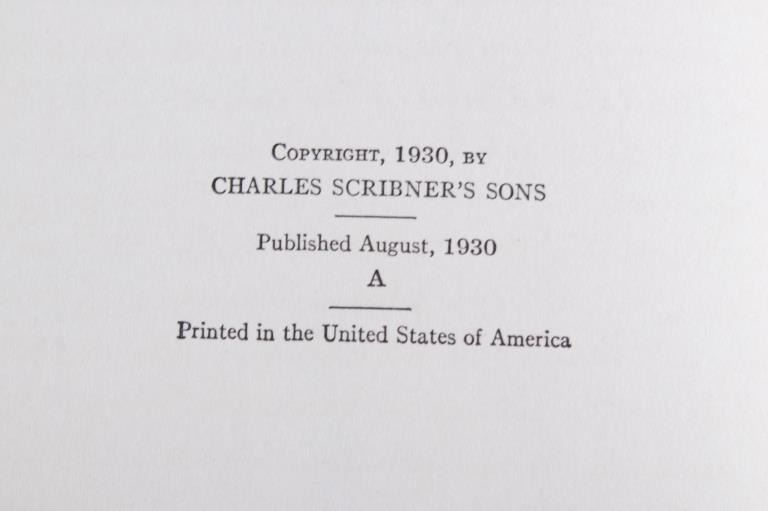 COPYRIGHT, 1930, BY
CHARLES SCRIBNER'S SONS
Published August, 1930
A
Printed in the United States of America